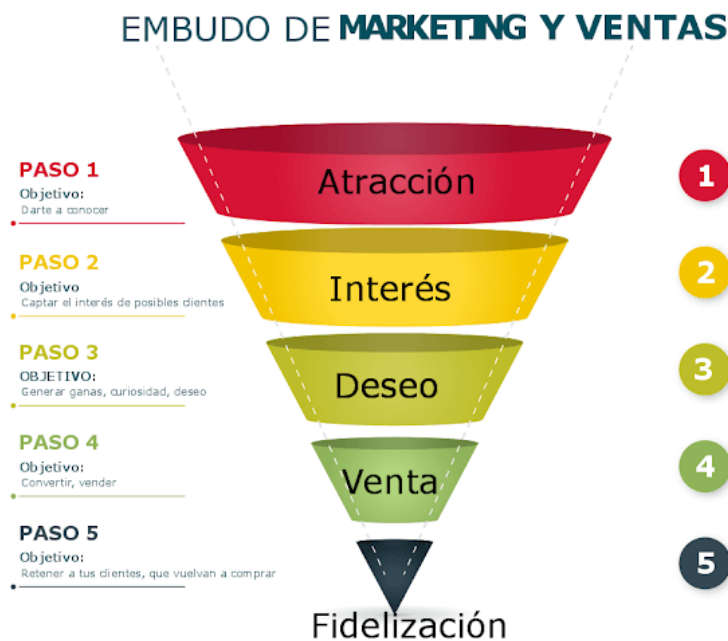 EMBUDO DE MARKETING Y VENTAS
PASO 1
Objetivo:
Darte a conocer
Atracción
1
PASO 2
Objetivo
Captar el interés de posibles clientes
Interés
2
PASO 3
OBJETIVO:
Generar ganas, curiosidad, deseo
Deseo
3
PASO 4
Objetivo:
Convertir, vender
Venta
4
PASO 5
Objetivo:
Retener a tus clientes, que vuelvan a comprar
5
Fidelización